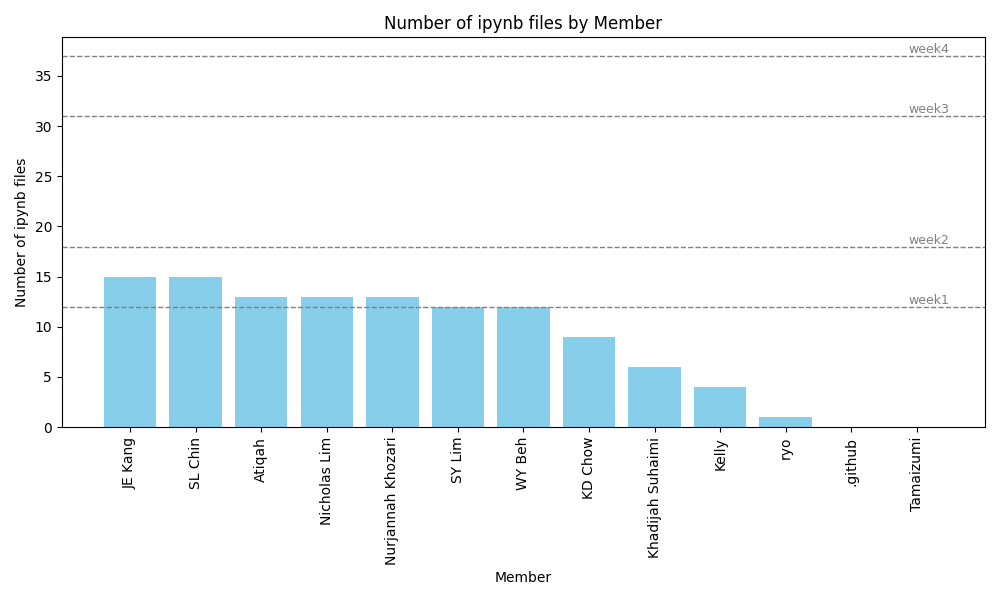 Number of ipynb files by Member
Number of ipynb files
35
30
25
20
15
10
5
0
week4
week3
week2
week1
JE Kang
SL Chin
Atiqah
Nicholas Lim
Nurjannah Khozari
SY Lim
WY Beh
KD Chow
Khadijah Suhaimi
Kelly
ryo
.github
Tamaizumi
Member